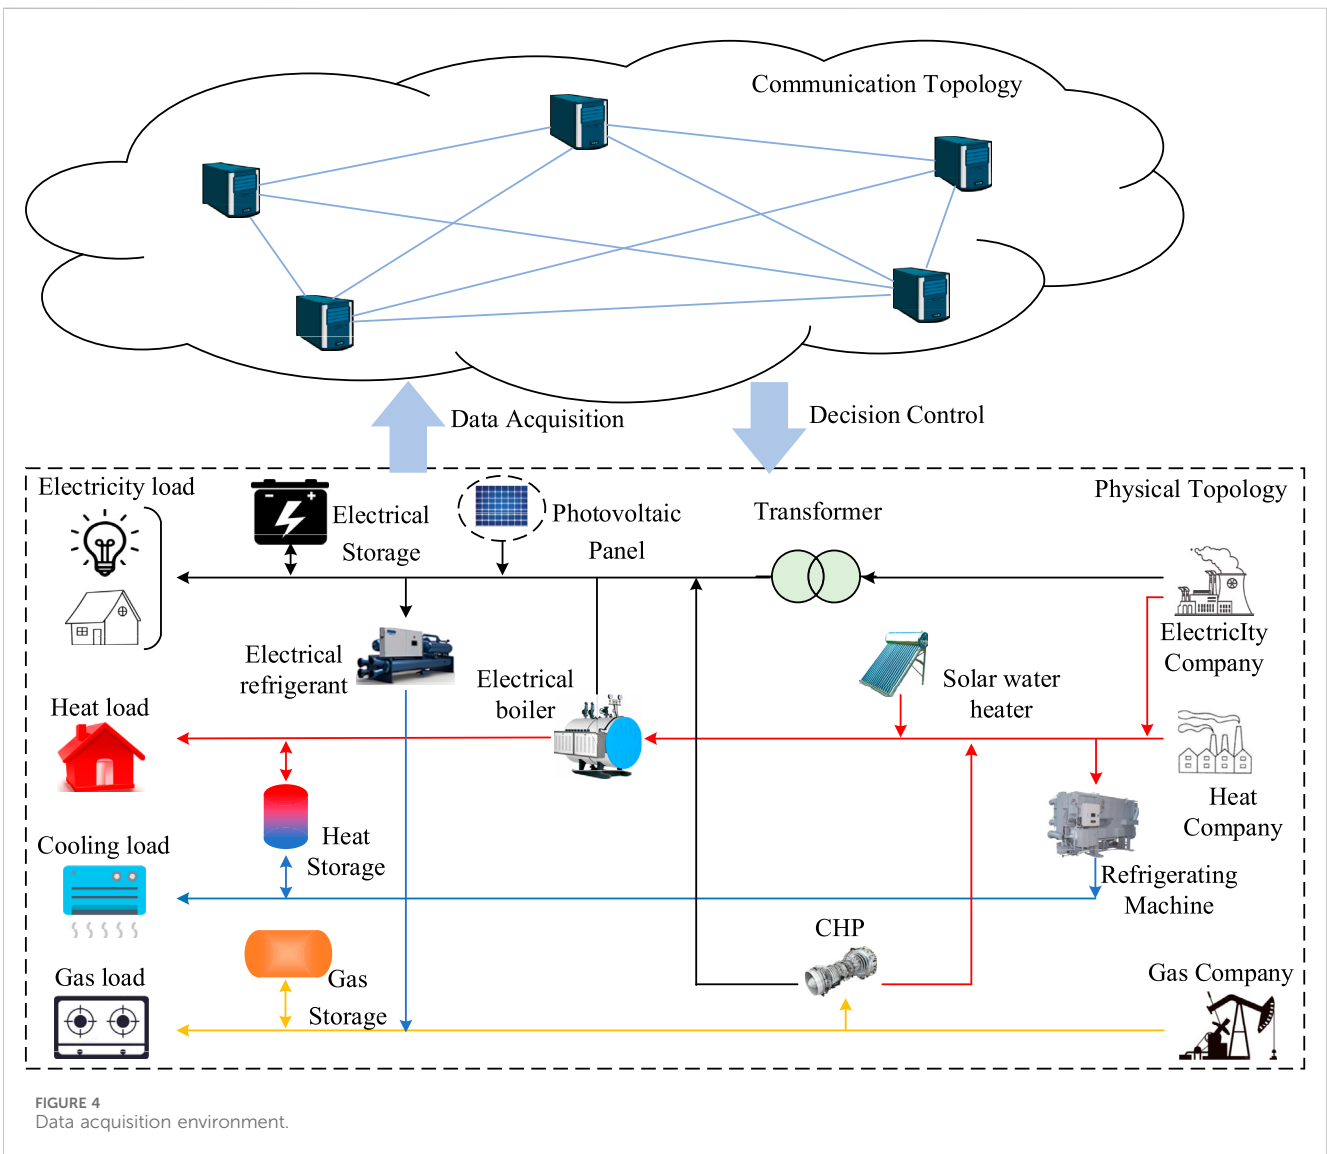 Communication Topology
Data Acquisition
Decision Control
Electricity load
Electrical
Storage
Photovoltaic
Panel
Transformer
Physical Topology
ElectricIty
Company
Electrical
refrigerant
Electrical
boiler
Solar water
heater
Heat load
Heat
Company
Heat
Storage
Cooling load
Refrigerating
Machine
CHP
Gas load
Gas
Storage
Gas Company
FIGURE 4
Data acquisition environment.